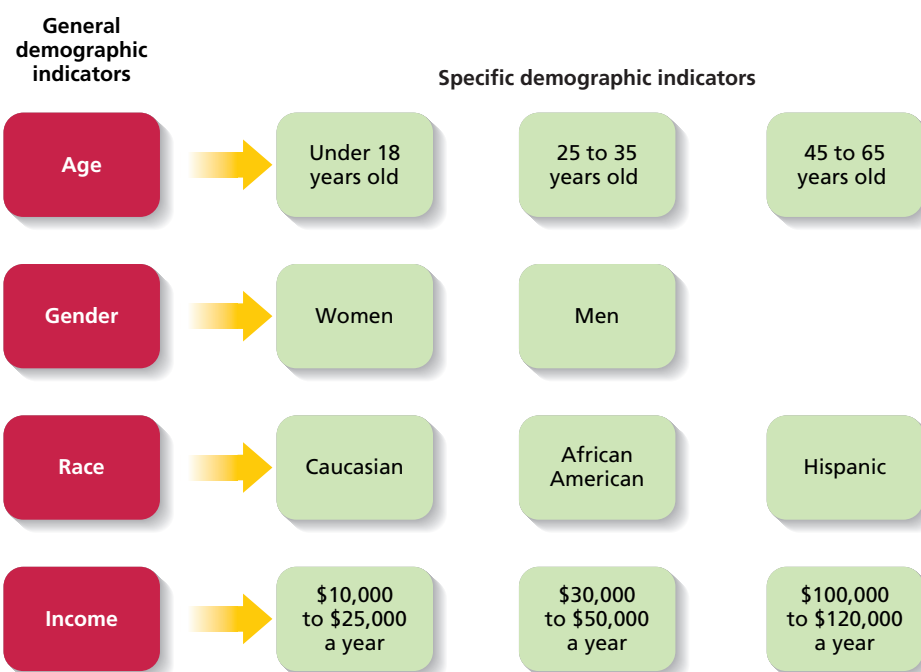 General
demographic
indicators
Specific demographic indicators
Age
Under 18
years old
25 to 35
years old
45 to 65
years old
Gender
Women
Men
Race
Caucasian
African
American
Hispanic
Income
$10,000
to $25,000
a year
$30,000
to $50,000
a year
$100,000
to $120,000
a year